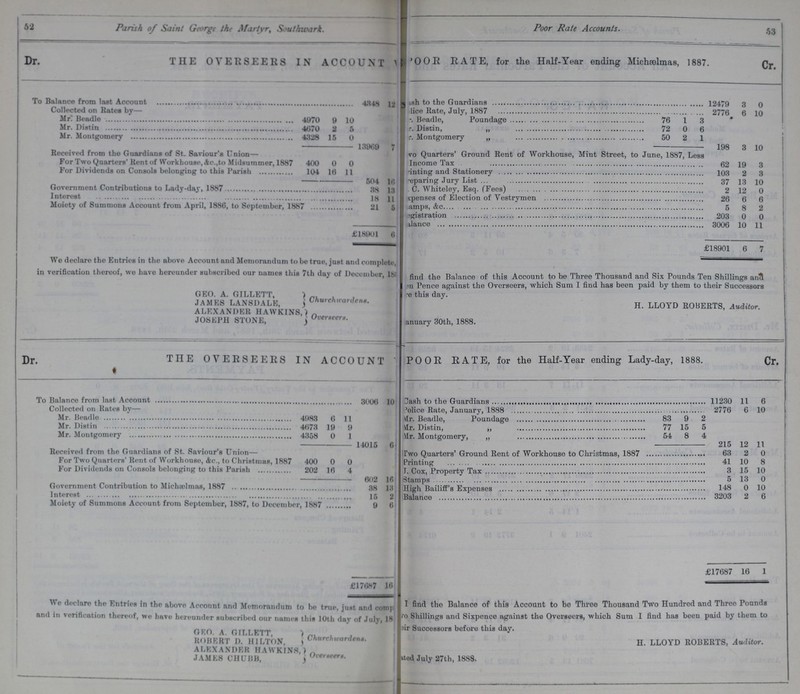 52 Parish of Saint George the Martyr, Southwark.
Dr. THE OVERSEERS IN ACCOUNT
To Balance from last Account 4348 12
Collected on Rates by—
Mr. Beadle 4970 9 10
Mr. Distin 4670 2 5
Mr. Montgomery 4328 15 0
13969 7
Received from the Guardians of St. Saviour's Union—
For Two Quarters' Rent of Workhouse, &c., to Midsummer, 1887 400 0 0
For Dividends on Consols belonging to this Parish 104 16 11
504 16
Government Contributions to Lady-day, 1887 38 13
Interest 18 11
Moiety of Summons Account from April, 1886, to September, 1887 21 5
£18901 6
We declare the Entries in the above Account and Memorandum to be true, just and complete,
in verification thereof, we have hereunder subscribed our names this 7th day of December, 18
GEO. A. GILLETT, } Churchwardens.
JAMES LANSDALE,
ALEXANDER HAWKINS, } Overseers.
JOSEPH STONE,
Dr. THE OVERSEERS IN ACCOUNT
To Balance from last Account 3006 10
Collected on Rates by—
Mr. Beadle 4983 6 11
Mr. Distin 4673 19 9
Mr. Montgomery 4358 0 1
14015 6
Received from the Guardians of St. Saviour's Union—
For Two Quarters' Rent of Workhouse, &c., to Christmas, 1887 400 0 0
For Dividends on Consols belonging to this Parish 202 16 4
602 16
Government Contribution to Michælmas, 1887 38 13
Interest 15 2
Moiety of Summons Account from September, 1887, to December, 1887 9 6
£17687 16
We declare the Entries in the above Account and Memorandum to be true, just and comp
and in verification thereof, we have hereunder subscribed our names this 10th day of July, 18
GEO. A. GILLETT, } Churchwardens.
ROBERT D. HILTON,
ALEXANDER HAWKINS, } Overseers.
JAMES CHUBB,
Poor Rate Accounts. 53
POOR RATE, for the Half-Year ending Michælmas, 1887. Cr.
ash to the Guardians 12479 3 0
lice Rate, July, 1887 2776 6 10
r. Beadle, Poundage 76 1 3
r. Distin, „ 72 0 6
r. Montgomery „ 50 2 1
198 3 10
wo Quarters' Ground Rent of Workhouse, Mint Street, to June, 1887, Less
Income Tax 62 19 3
inting and Stationery 103 2 3
reparing Jury List 37 13 10
. C. Whiteley, Esq. (Fees) 2 12 0
xpenses of Election of Vestrymen 26 6 6
amps, &c. 5 8 2
egistration 203 0 0
alance 3006 10 11
£18901 6 7
find the Balance of this Account to be Three Thousand and Six Pounds Ten Shillings and
en Pence against the Overseers, which Sum I find has been paid by them to their Successors
re this day.
H. LLOYD ROBERTS, Auditor.
anuary 30th, 1888.
POOR RATE, for the Half-Year ending Lady-day, 1888. Cr.
Cash to the Guardians 11230 11 6
Police Rate, January, 1888 2776 6 10
Mr. Beadle, Poundage 83 9 2
Mr. Distin, „ 77 15 5
Mr. Montgomery, „ 54 8 4
215 12 11
Two Quarters' Ground Rent of Workhouse to Christmas, 1887 63 2 0
Printing 41 10 8
J. Cox, Property Tax 3 15 10
Stamps 5 13 0
High Bailiff's Expenses 148 0 10
Balance 3203 2 6
£17687 16 1
I find the Balance of this Account to be Three Thousand Two Hundred and Three Pounds
o Shillings and Sixpence against the Overseers, which Sum I find has been paid by them to
eir Successors before this day.
H. LLOYD ROBERTS, Auditor.
ated July 27th, 1888.